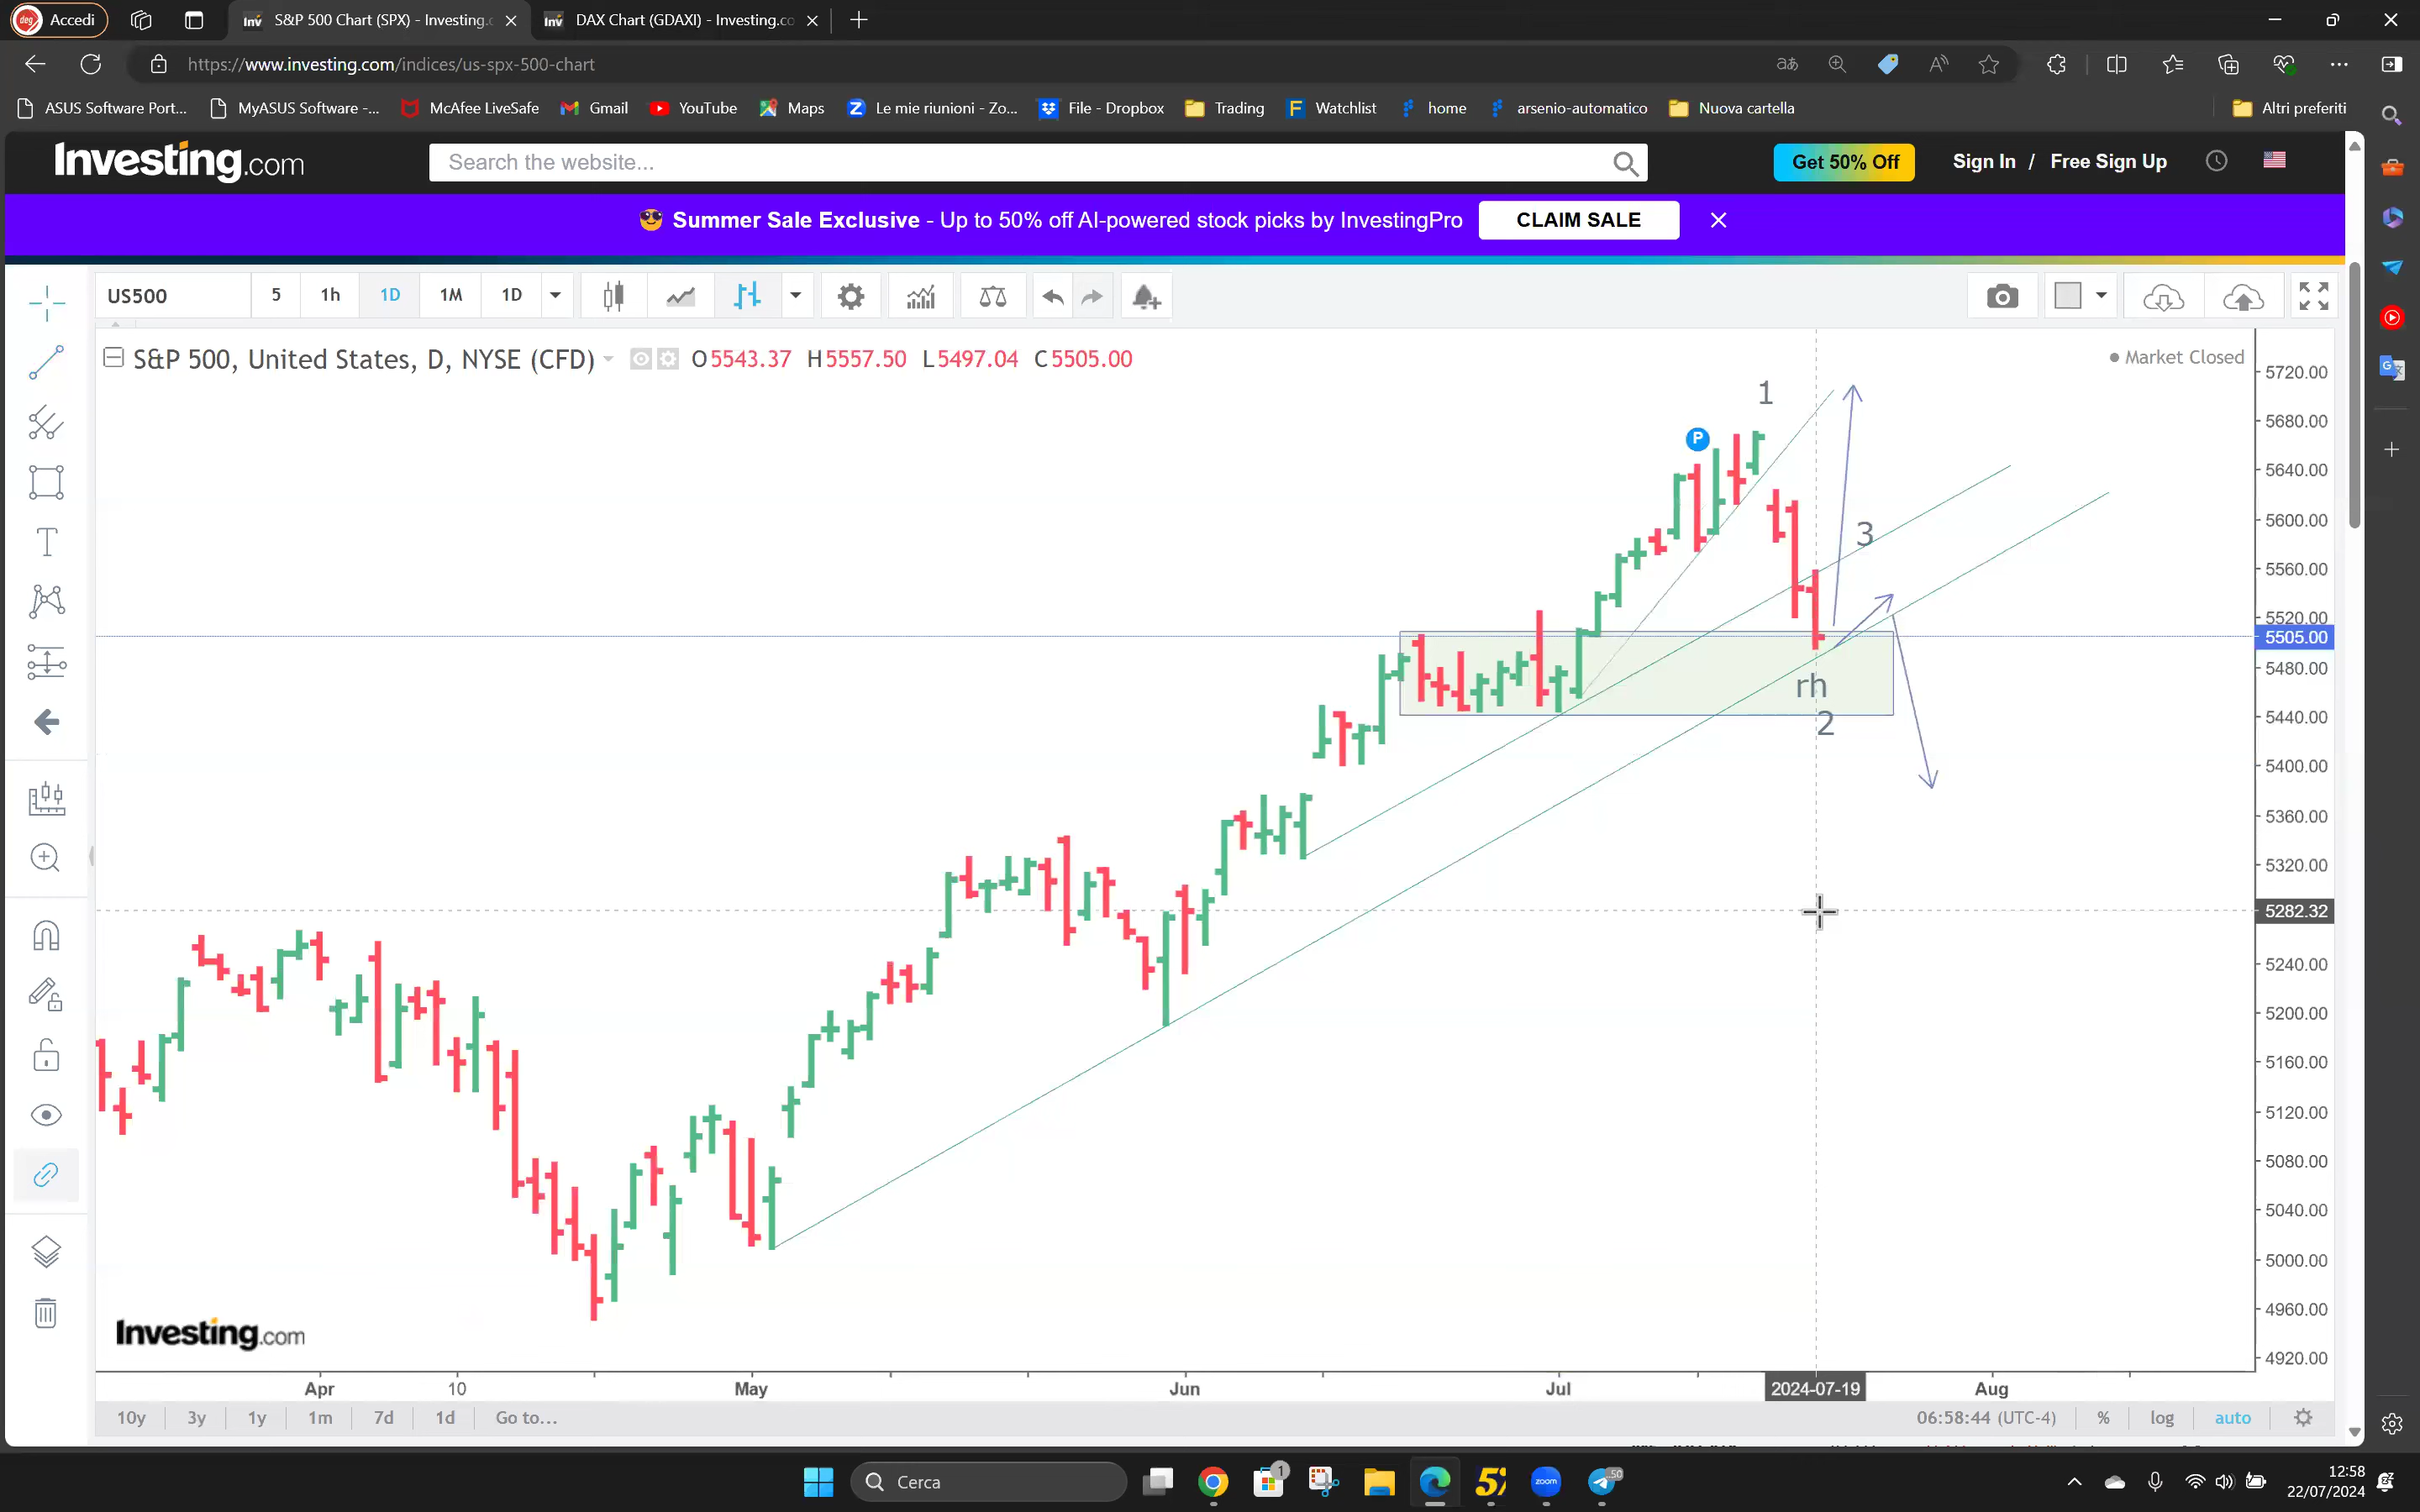 Accedi
S&P 500 Chart (SPX) - Investing.c
DAX Chart (GDAXI) - Investing.co
https://www.investing.com/indices/us-spx-500-chart
ASUS Software Port... MyASUS Software -... McAfee LiveSafe Gmail YouTube Maps Le mie riunioni - Zo... File - Dropbox Trading Watchlist home arsenio-automatico Nuova cartella Altri preferiti
Investing.com
Search the website...
Get 50% Off
Sign In / Free Sign Up
Summer Sale Exclusive - Up to 50% off AI-powered stock picks by InvestingPro
CLAIM SALE
US500 5 1h 1D 1M 1D
S&P 500, United States, D, NYSE (CFD) O5543.37 H5557.50 L5497.04 C5505.00
Market Closed
5720.00
1
P
5680.00
5640.00
3
5600.00
5560.00
5520.00
5505.00
5480.00
rh
2
5440.00
5400.00
5360.00
5320.00
5282.32
5240.00
5200.00
5160.00
5120.00
5080.00
5040.00
5000.00
4960.00
4920.00
Investing.com
Apr 10 May Jun Jul 2024-07-19 Aug
10y 3y 1y 1m 7d 1d Go to... 06:58:44 (UTC-4) % log auto
Cerca
1
zoom
50
12:58
22/07/2024